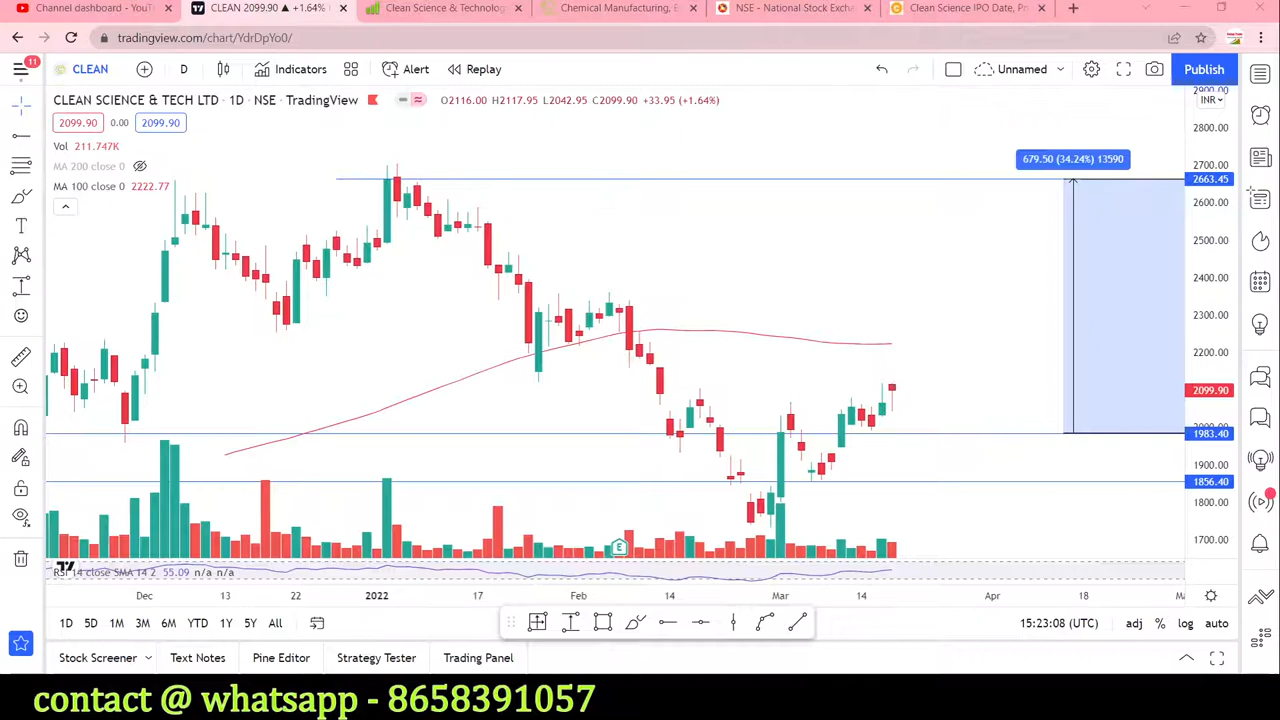 Channel dashboard - YouT
CLEAN 2099.90 ▲ +1.64%
Clean Science & Technolog
Chemical Manufacturing, E
NSE - National Stock Exch
Clean Science IPO Date, Pr
tradingview.com/chart/YdrDpYo0/
11
CLEAN
D
Indicators
Alert
Replay
Unnamed
Publish
CLEAN SCIENCE & TECH LTD · 1D · NSE · TradingView
O2116.00 H2117.95 L2042.95 C2099.90 +33.95 (+1.64%)
INR
2099.90
0.00
2099.90
Vol 211.747K
MA 200 close 0
MA 100 close 0 2222.77
679.50 (34.24%) 13590
2900.00
2800.00
2700.00
2663.45
2600.00
2500.00
2400.00
2300.00
2200.00
2099.90
2000.00
1983.40
1900.00
1856.40
1800.00
1700.00
E
RSI 14 close SMA 14 2 55.09 n/a n/a
Dec
13
22
2022
17
Feb
14
Mar
14
Apr
18
1D
5D
1M
3M
6M
YTD
1Y
5Y
All
15:23:08 (UTC)
adj
%
log
auto
Stock Screener
Text Notes
Pine Editor
Strategy Tester
Trading Panel
contact @ whatsapp - 8658391057